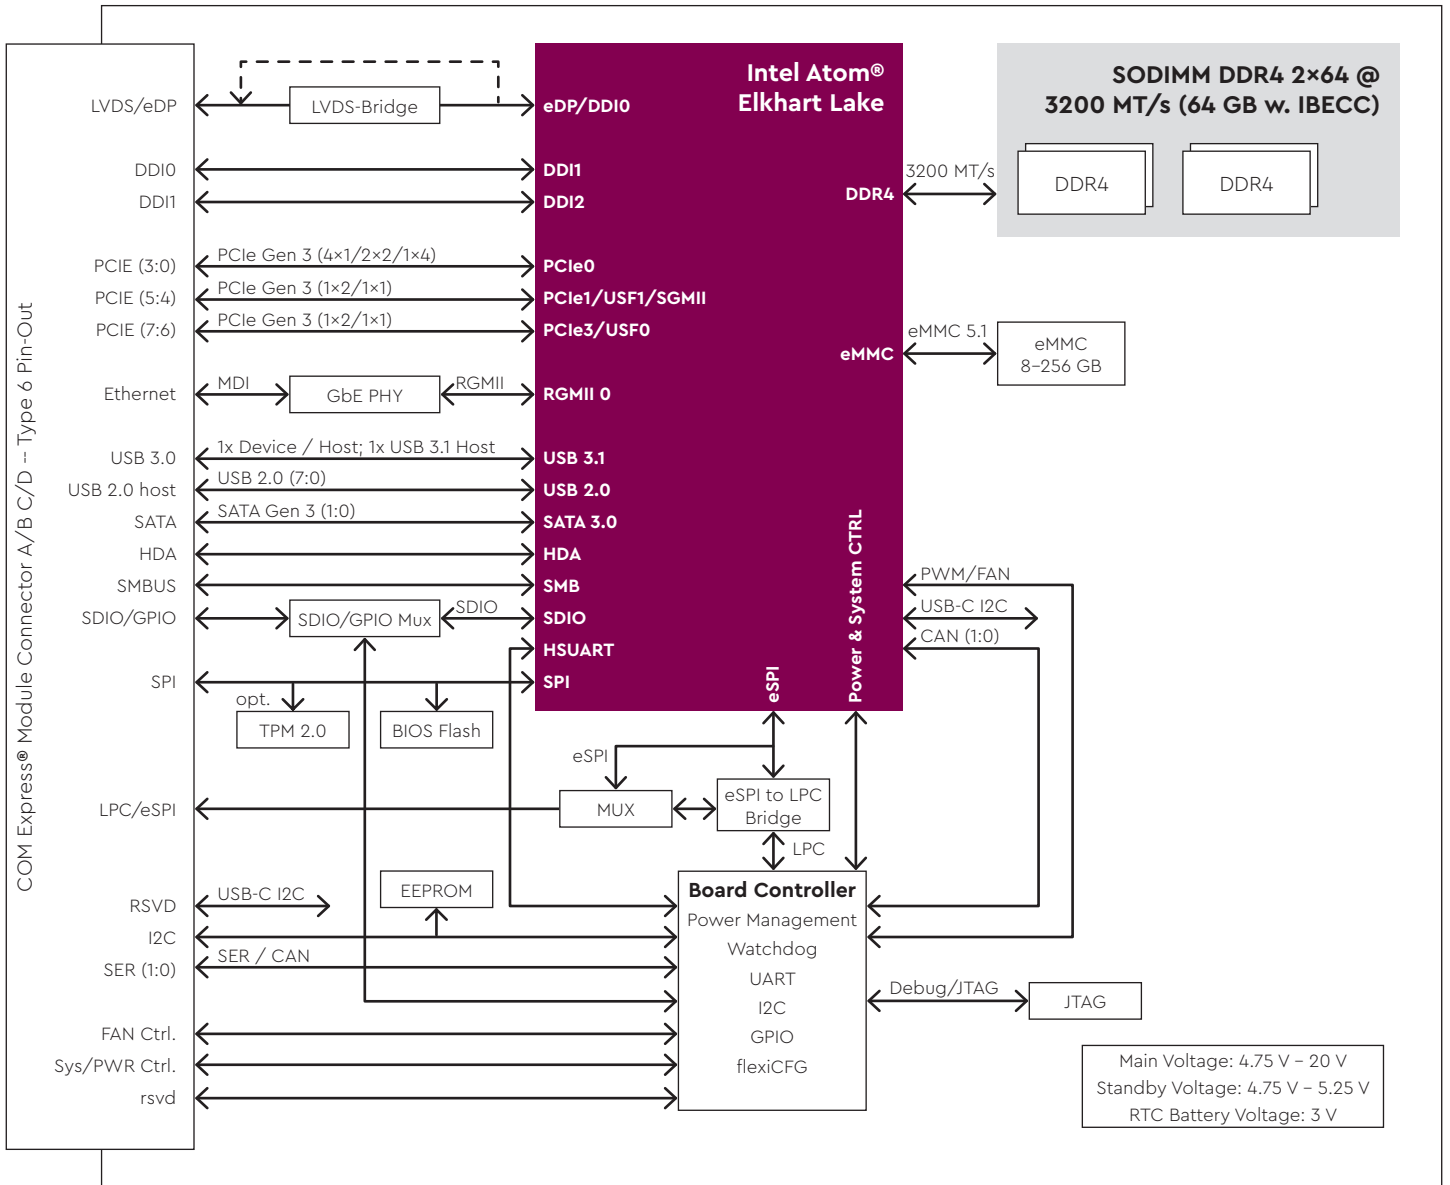 COM Express® Module Connector A/B C/D -- Type 6 Pin-Out
LVDS/eDP
DDI0
DDI1
PCIE (3:0)
PCIE (5:4)
PCIE (7:6)
Ethernet
USB 3.0
USB 2.0 host
SATA
HDA
SMBUS
SDIO/GPIO
SPI
LPC/eSPI
RSVD
I2C
SER (1:0)
FAN Ctrl.
Sys/PWR Ctrl.
rsvd
LVDS-Bridge
PCIe Gen 3 (4×1/2×2/1×4)
PCIe Gen 3 (1×2/1×1)
PCIe Gen 3 (1×2/1×1)
MDI
GbE PHY
RGMII
1x Device / Host; 1x USB 3.1 Host
USB 2.0 (7:0)
SATA Gen 3 (1:0)
SDIO/GPIO Mux
SDIO
opt.
TPM 2.0
BIOS Flash
Intel Atom®
Elkhart Lake
eDP/DDI0
DDI1
DDI2
PCIe0
PCIe1/USF1/SGMII
PCIe3/USF0
RGMII 0
USB 3.1
USB 2.0
SATA 3.0
HDA
SMB
SDIO
HSUART
SPI
DDR4
eMMC
eSPI
Power & System CTRL
3200 MT/s
SODIMM DDR4 2×64 @
3200 MT/s (64 GB w. IBECC)
DDR4
DDR4
eMMC 5.1
eMMC
8–256 GB
PWM/FAN
USB-C I2C
CAN (1:0)
eSPI
MUX
eSPI to LPC
Bridge
LPC
USB-C I2C
EEPROM
SER / CAN
Board Controller
Power Management
Watchdog
UART
I2C
GPIO
flexiCFG
Debug/JTAG
JTAG
Main Voltage: 4.75 V – 20 V
Standby Voltage: 4.75 V – 5.25 V
RTC Battery Voltage: 3 V